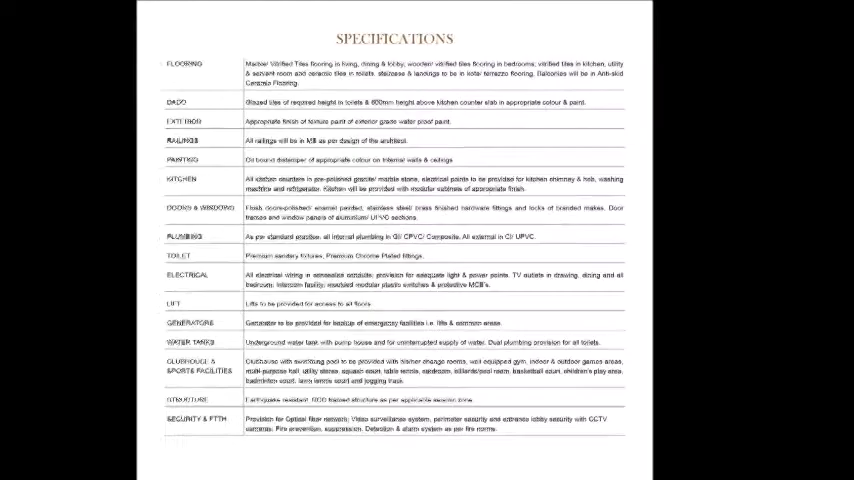 SPECIFICATIONS
FLOORING
Marble/ Vitrified Tiles flooring in living, dining & lobby; wooden/ vitrified tiles flooring in bedrooms; vitrified tiles in kitchen, utility
& servant room and ceramic tiles in toilets, staircase & landings to be in kota/ terrazzo flooring, Balconies will be in Anti-skid
Ceramic Flooring.
DADO
Glazed tiles of required height in toilets & 600mm height above kitchen counter slab in appropriate colour & paint.
EXTERIOR
Appropriate finish of texture paint of exterior grade water proof paint.
RAILINGS
All railings will be in MS as per design of the architect.
PAINTING
Oil bound distemper of appropriate colour on internal walls & ceilings
KITCHEN
All kitchen counters in pre-polished granite/ marble stone, electrical points to be provided for kitchen chimney & hob, washing
machine and refrigerator. Kitchen will be provided with modular cabinets of appropriate finish.
DOORS & WINDOWS
Flush doors-polished/ enamel painted, stainless steel/ brass finished hardware fittings and locks of branded makes. Door
frames and window panels of aluminium/ UPVC sections.
PLUMBING
As per standard practice, all internal plumbing in GI/ CPVC/ Composite. All external in CI/ UPVC.
TOILET
Premium sanitary fixtures, Premium Chrome Plated fittings.
ELECTRICAL
All electrical wiring in concealed conduits; provision for adequate light & power points. TV outlets in drawing, dining and all
bedroom; intercom facility; moulded modular plastic switches & protective MCB's.
LIFT
Lifts to be provided for access to all floors
GENERATORS
Generator to be provided for backup of emergency facilities i.e. lifts & common areas.
WATER TANKS
Underground water tank with pump house and for uninterrupted supply of water. Dual plumbing provision for all toilets.
CLUBHOUSE &
SPORTS FACILITIES
Clubhouse with swimming pool to be provided with his/her change rooms, well equipped gym, indoor & outdoor games areas,
multi-purpose hall, utility stores, squash court, table tennis, cardroom, billiards/pool room, basketball court, children's play area,
badminton court, lawn tennis court and jogging track.
STRUCTURE
Earthquake resistant, RCC framed structure as per applicable seismic zone.
SECURITY & FTTH
Provision for Optical fiber network; Video surveillance system, perimeter security and entrance lobby security with CCTV
cameras; Fire prevention, suppression, Detection & alarm system as per fire norms.